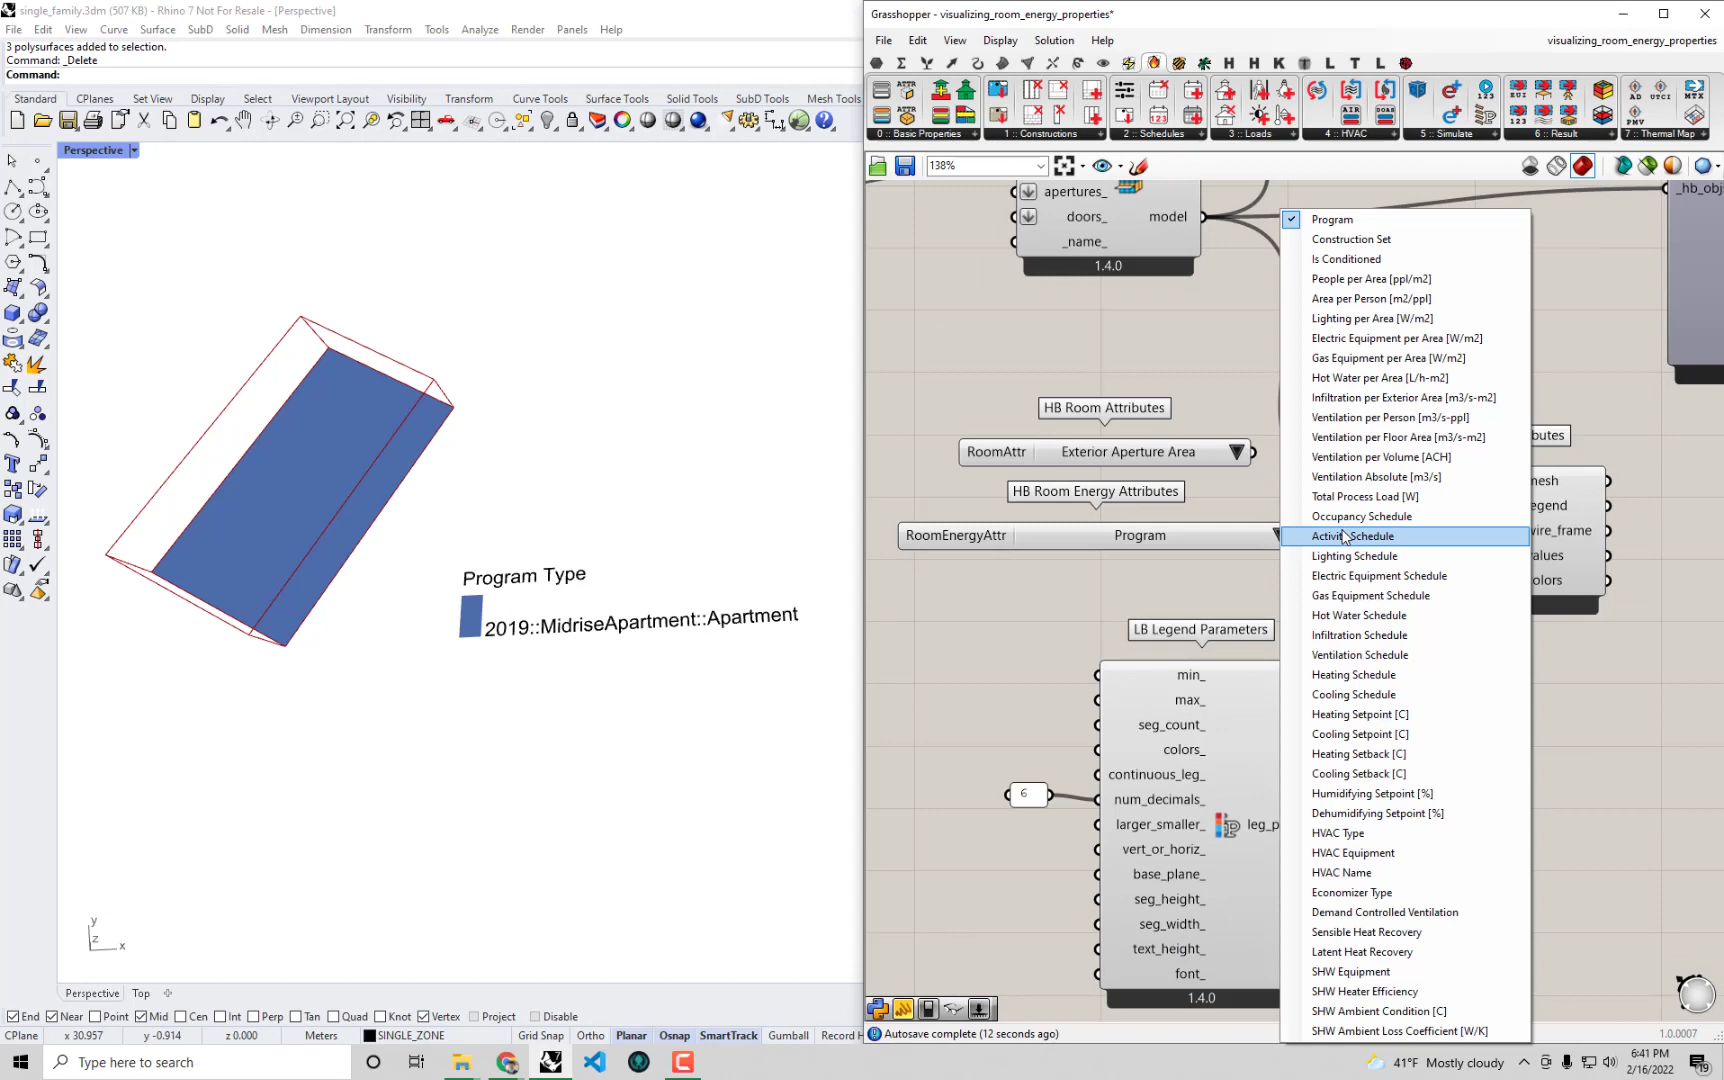 single_family.3dm (507 KB) - Rhino 7 Not For Resale - [Perspective]
File Edit View Curve Surface SubD Solid Mesh Dimension Transform Tools Analyze Render Panels Help
3 polysurfaces added to selection.
Command: _Delete
Command:
Standard CPlanes Set View Display Select Viewport Layout Visibility Transform Curve Tools Surface Tools Solid Tools SubD Tools Mesh Tools
Perspective
Program Type
2019::MidriseApartment::Apartment
y
z
x
Perspective Top
End Near Point Mid Cen Int Perp Tan Quad Knot Vertex Project Disable
CPlane x 30.957 y -0.914 z 0.000 Meters SINGLE_ZONE Grid Snap Ortho Planar Osnap SmartTrack Gumball Record H
Grasshopper - visualizing_room_energy_properties*
File Edit View Display Solution Help
visualizing_room_energy_properties
H H K L T L
0 :: Basic Properties
1 :: Constructions
2 :: Schedules
3 :: Loads
4 :: HVAC
5 :: Simulate
6 :: Result
7 :: Thermal Map
138%
apertures_
doors_
model
_name_
1.4.0
_hb_obj
HB Room Attributes
RoomAttr
Exterior Aperture Area
HB Room Energy Attributes
RoomEnergyAttr
Program
LB Legend Parameters
min_
max_
seg_count_
colors_
continuous_leg_
6
num_decimals_
larger_smaller_
leg_p
vert_or_horiz_
base_plane_
seg_height_
seg_width_
text_height_
font_
1.4.0
Program
Construction Set
Is Conditioned
People per Area [ppl/m2]
Area per Person [m2/ppl]
Lighting per Area [W/m2]
Electric Equipment per Area [W/m2]
Gas Equipment per Area [W/m2]
Hot Water per Area [L/h-m2]
Infiltration per Exterior Area [m3/s-m2]
Ventilation per Person [m3/s-ppl]
Ventilation per Floor Area [m3/s-m2]
Ventilation per Volume [ACH]
Ventilation Absolute [m3/s]
Total Process Load [W]
Occupancy Schedule
Activity Schedule
Lighting Schedule
Electric Equipment Schedule
Gas Equipment Schedule
Hot Water Schedule
Infiltration Schedule
Ventilation Schedule
Heating Schedule
Cooling Schedule
Heating Setpoint [C]
Cooling Setpoint [C]
Heating Setback [C]
Cooling Setback [C]
Humidifying Setpoint [%]
Dehumidifying Setpoint [%]
HVAC Type
HVAC Equipment
HVAC Name
Economizer Type
Demand Controlled Ventilation
Sensible Heat Recovery
Latent Heat Recovery
SHW Equipment
SHW Heater Efficiency
SHW Ambient Condition [C]
SHW Ambient Loss Coefficient [W/K]
butes
mesh
egend
wire_frame
alues
olors
Autosave complete (12 seconds ago)
1.0.0007
Type here to search
41°F Mostly cloudy
6:41 PM
2/16/2022
19